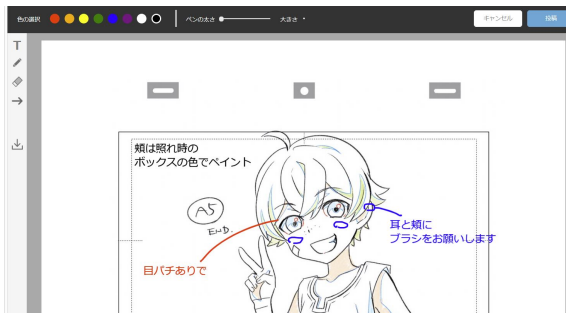 色の選択
ペンの太さ
大きさ
キャンセル
投稿
T
頬は照れ時の
ボックスの色でペイント
A5
END.
耳と頬に
ブラシをお願いします
目パチありで